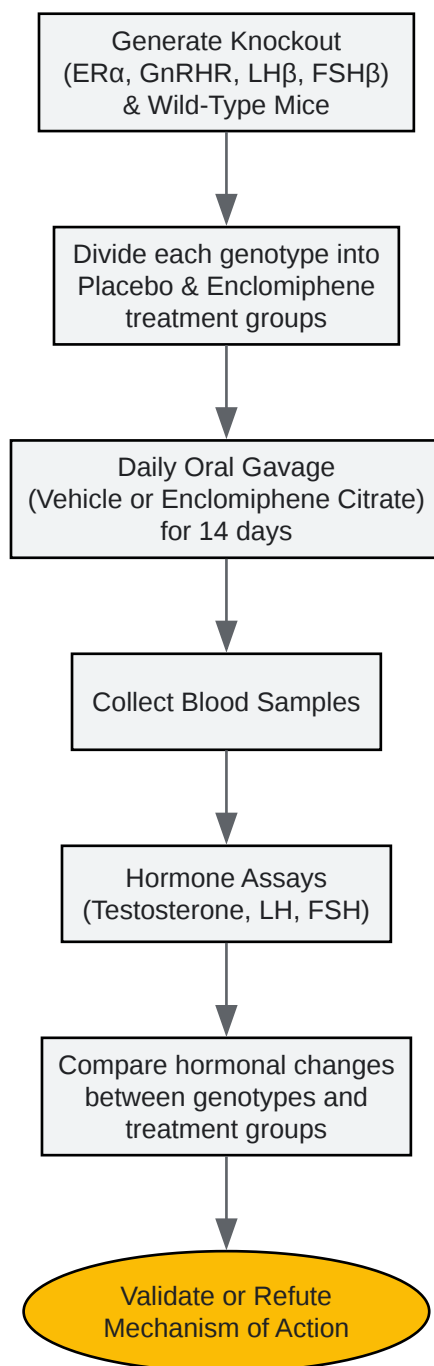 Generate Knockout
(ERα, GnRHR, LHβ, FSHβ)
& Wild-Type Mice
Divide each genotype into
Placebo & Enclomiphene
treatment groups
Daily Oral Gavage
(Vehicle or Enclomiphene Citrate)
for 14 days
Collect Blood Samples
Hormone Assays
(Testosterone, LH, FSH)
Compare hormonal changes
between genotypes and
treatment groups
Validate or Refute
Mechanism of Action